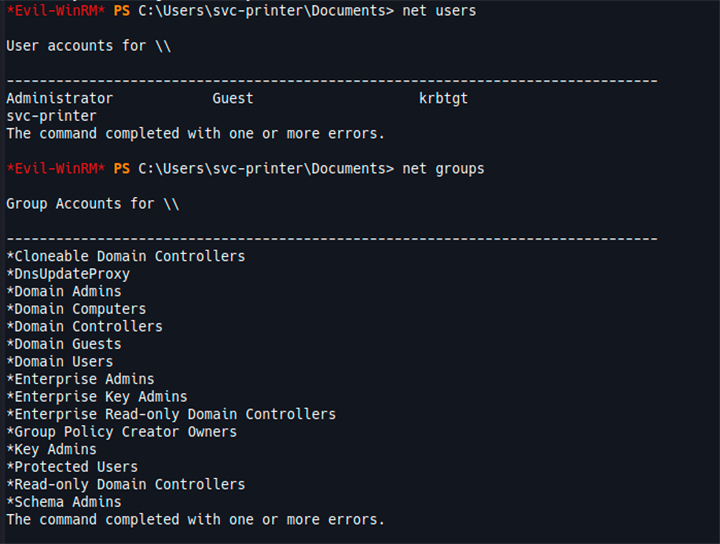 *Evil-WinRM* PS C:\Users\svc-printer\Documents> net users
User accounts for \\
-------------------------------------------------------------------------------
Administrator            Guest                    krbtgt
svc-printer
The command completed with one or more errors.
*Evil-WinRM* PS C:\Users\svc-printer\Documents> net groups
Group Accounts for \\
-------------------------------------------------------------------------------
*Cloneable Domain Controllers
*DnsUpdateProxy
*Domain Admins
*Domain Computers
*Domain Controllers
*Domain Guests
*Domain Users
*Enterprise Admins
*Enterprise Key Admins
*Enterprise Read-only Domain Controllers
*Group Policy Creator Owners
*Key Admins
*Protected Users
*Read-only Domain Controllers
*Schema Admins
The command completed with one or more errors.